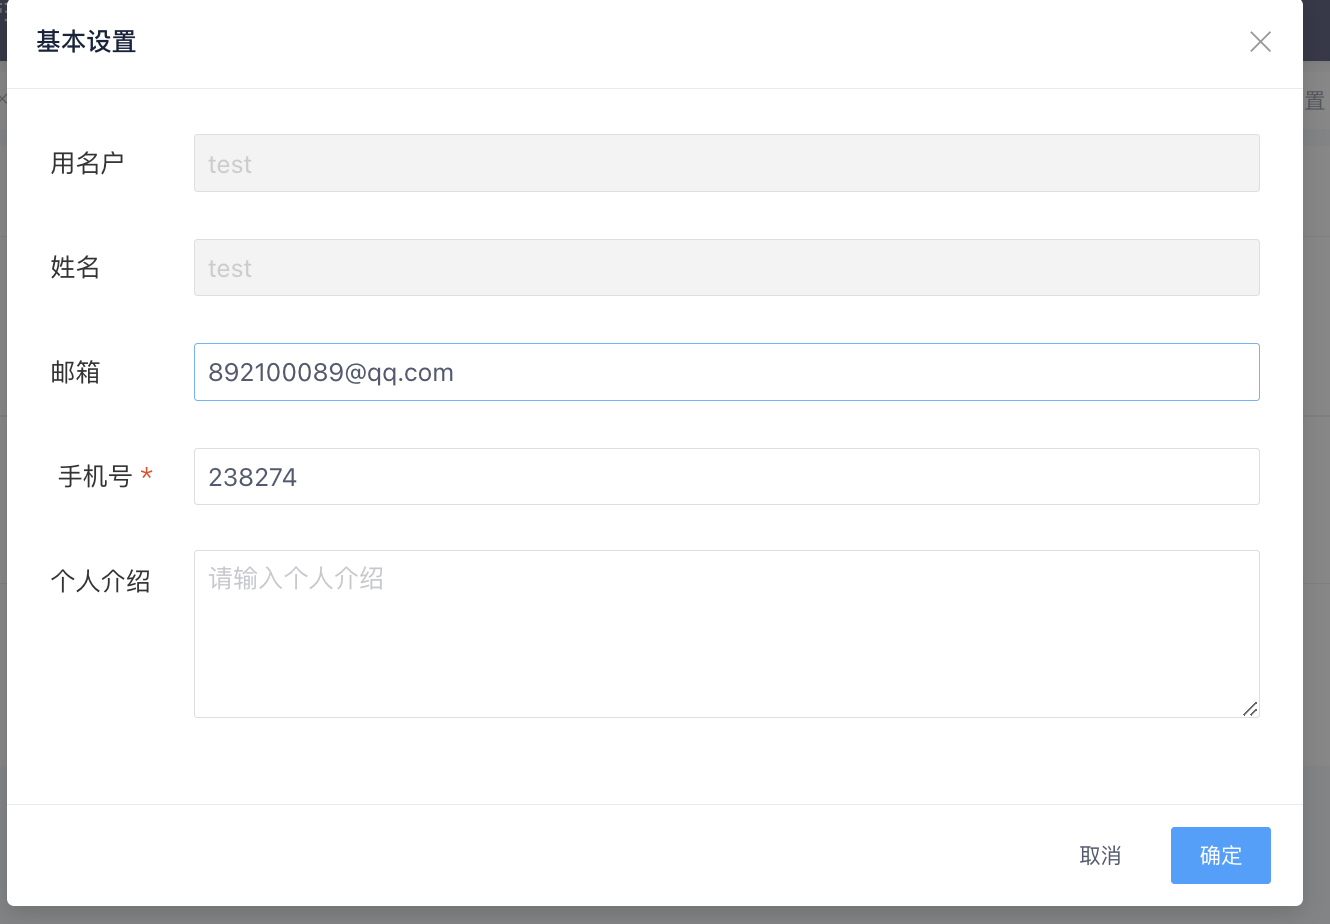 基本设置
置
用名户
test
姓名
test
邮箱
892100089@qq.com
手机号 *
238274
个人介绍
请输入个人介绍
取消
确定